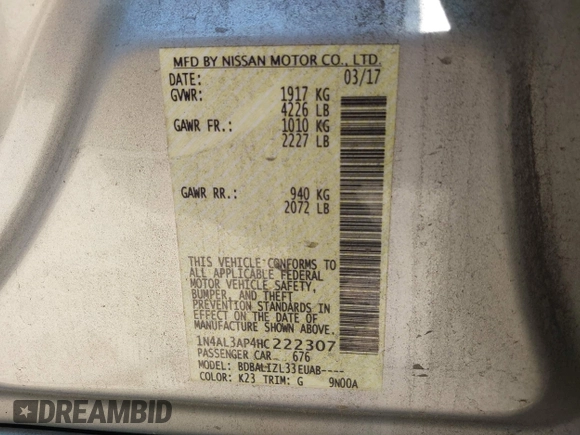 MFD BY NISSAN MOTOR CO., LTD.
DATE: 03/17
GVWR: 1917 KG
4226 LB
GAWR FR.: 1010 KG
2227 LB
GAWR RR.: 940 KG
2072 LB
THIS VEHICLE CONFORMS TO
ALL APPLICABLE FEDERAL
MOTOR VEHICLE SAFETY,
BUMPER, AND THEFT
PREVENTION STANDARDS IN
EFFECT ON THE DATE OF
MANUFACTURE SHOWN ABOVE.
1N4AL3AP4HC222307
PASSENGER CAR 676
MODEL: BDBALIZL33EUAB----
COLOR: K23 TRIM: G 9N00A
DREAMBID